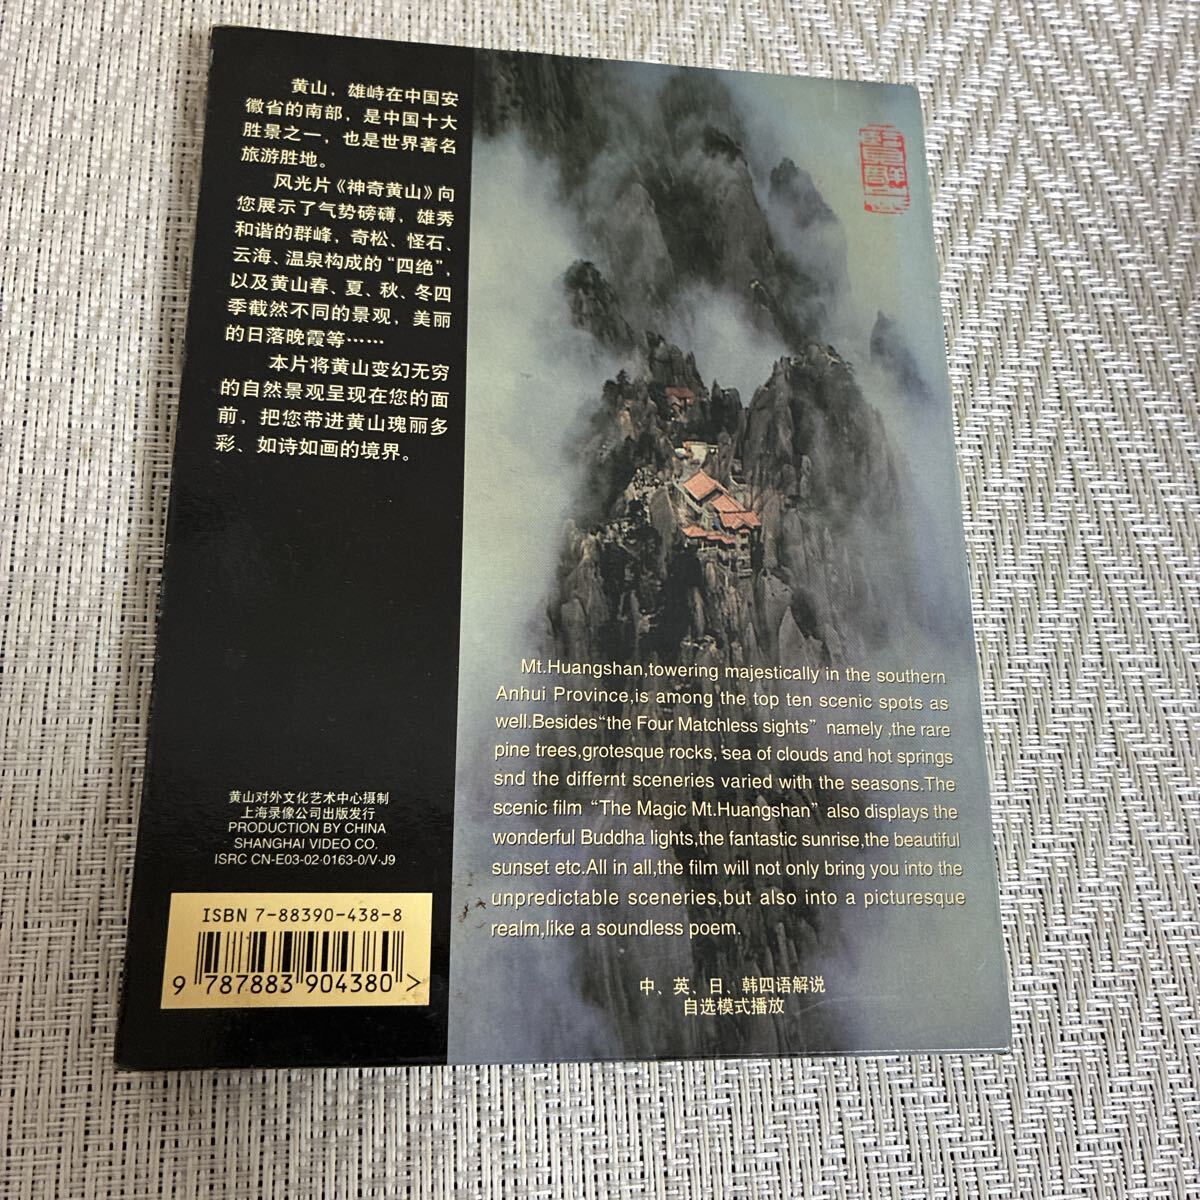 黄山，雄峙在中国安
徽省的南部，是中国十大
胜景之一，也是世界著名
旅游胜地。
风光片《神奇黄山》向
您展示了气势磅礴，雄秀
和谐的群峰，奇松、怪石、
云海、温泉构成的“四绝”，
以及黄山春、夏、秋、冬四
季截然不同的景观，美丽
的日落晚霞等……
本片将黄山变幻无穷
的自然景观呈现在您的面
前，把您带进黄山瑰丽多
彩、如诗如画的境界。
黄山对外文化艺术中心摄制
上海录像公司出版发行
PRODUCTION BY CHINA
SHANGHAI VIDEO CO.
ISRC CN-E03-02-0163-0/V·J9
ISBN 7-88390-438-8
9 787883 904380 >
Mt.Huangshan,towering majestically in the southern
Anhui Province,is among the top ten scenic spots as
well.Besides“the Four Matchless sights” namely ,the rare
pine trees,grotesque rocks, sea of clouds and hot springs
snd the differnt sceneries varied with the seasons.The
scenic film “The Magic Mt.Huangshan” also displays the
wonderful Buddha lights,the fantastic sunrise,the beautiful
sunset etc.All in all,the film will not only bring you into the
unpredictable sceneries,but also into a picturesque
realm,like a soundless poem.
中、英、日、韩四语解说
自选模式播放